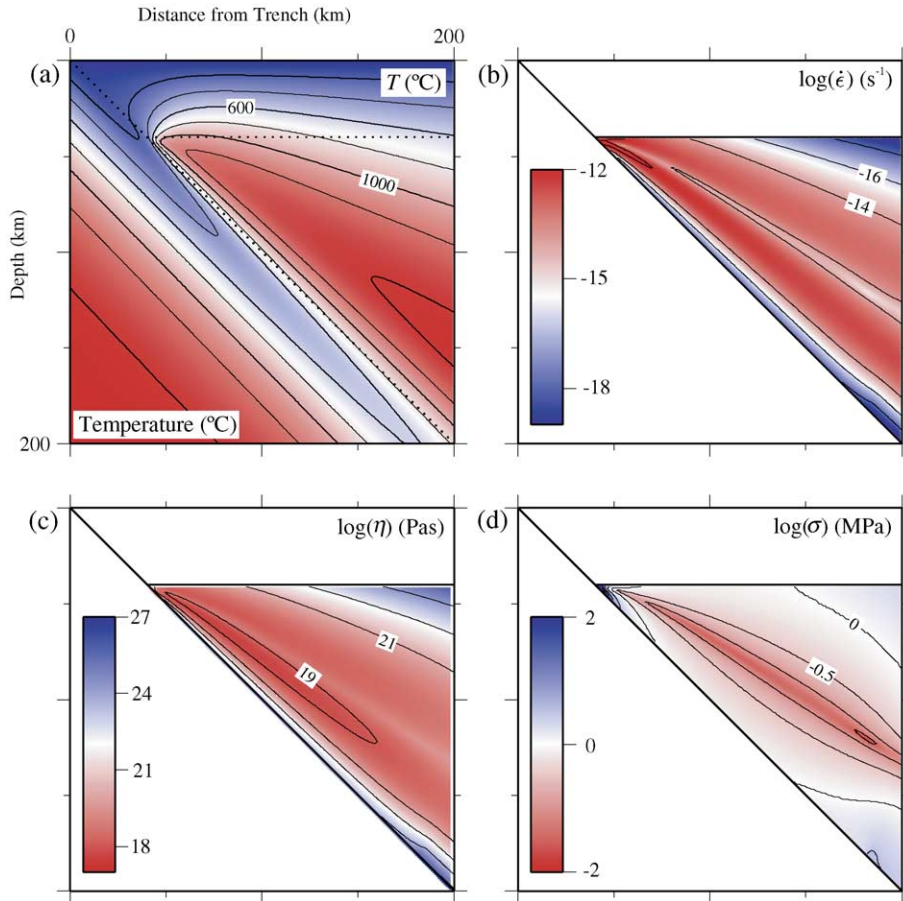 Distance from Trench (km)
0
200
(a)
T (ºC)
600
1000
Depth (km)
Temperature (ºC)
200
(b)
log(ϵ̇) (s⁻¹)
-12
-15
-18
-16
-14
(c)
log(η) (Pas)
27
24
21
18
21
19
(d)
log(σ) (MPa)
2
0
-2
0
-0.5